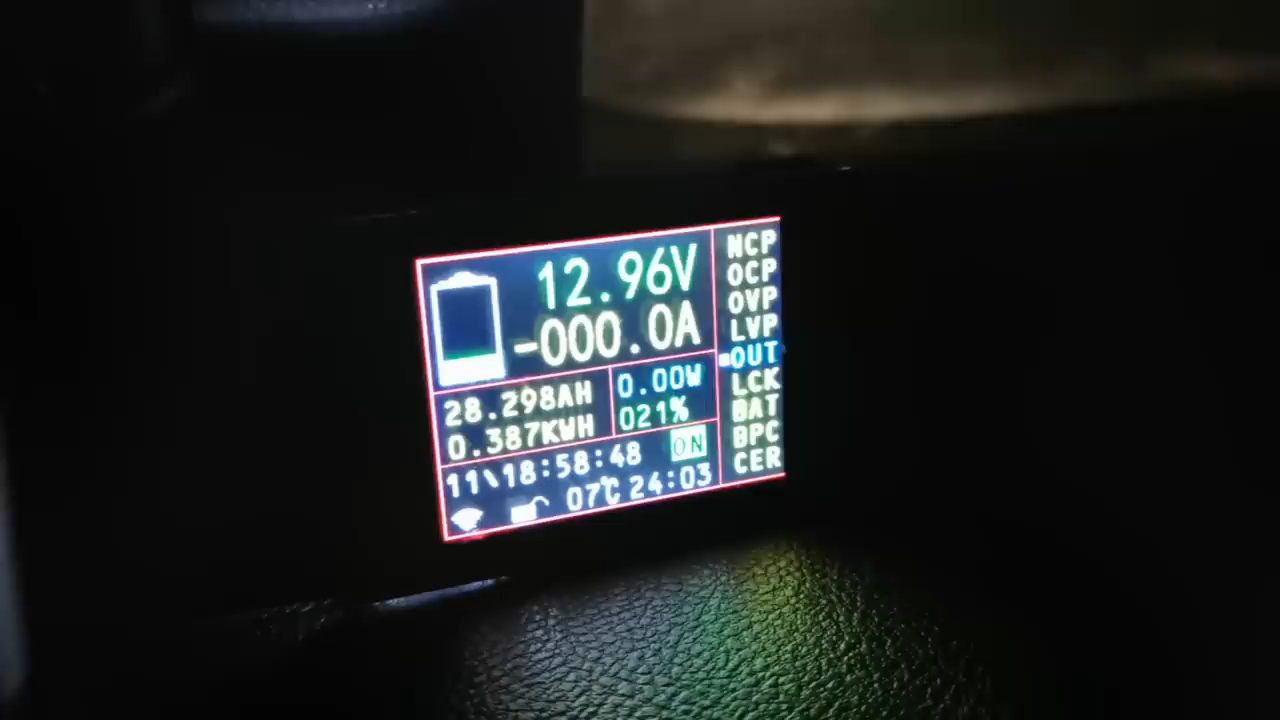 12.96V
-000.0A
28.298AH
0.387KWH
0.00W
021%
11\18:58:48
ON
07℃ 24:03
NCP
OCP
OVP
LVP
OUT
LCK
BAT
BPC
CER